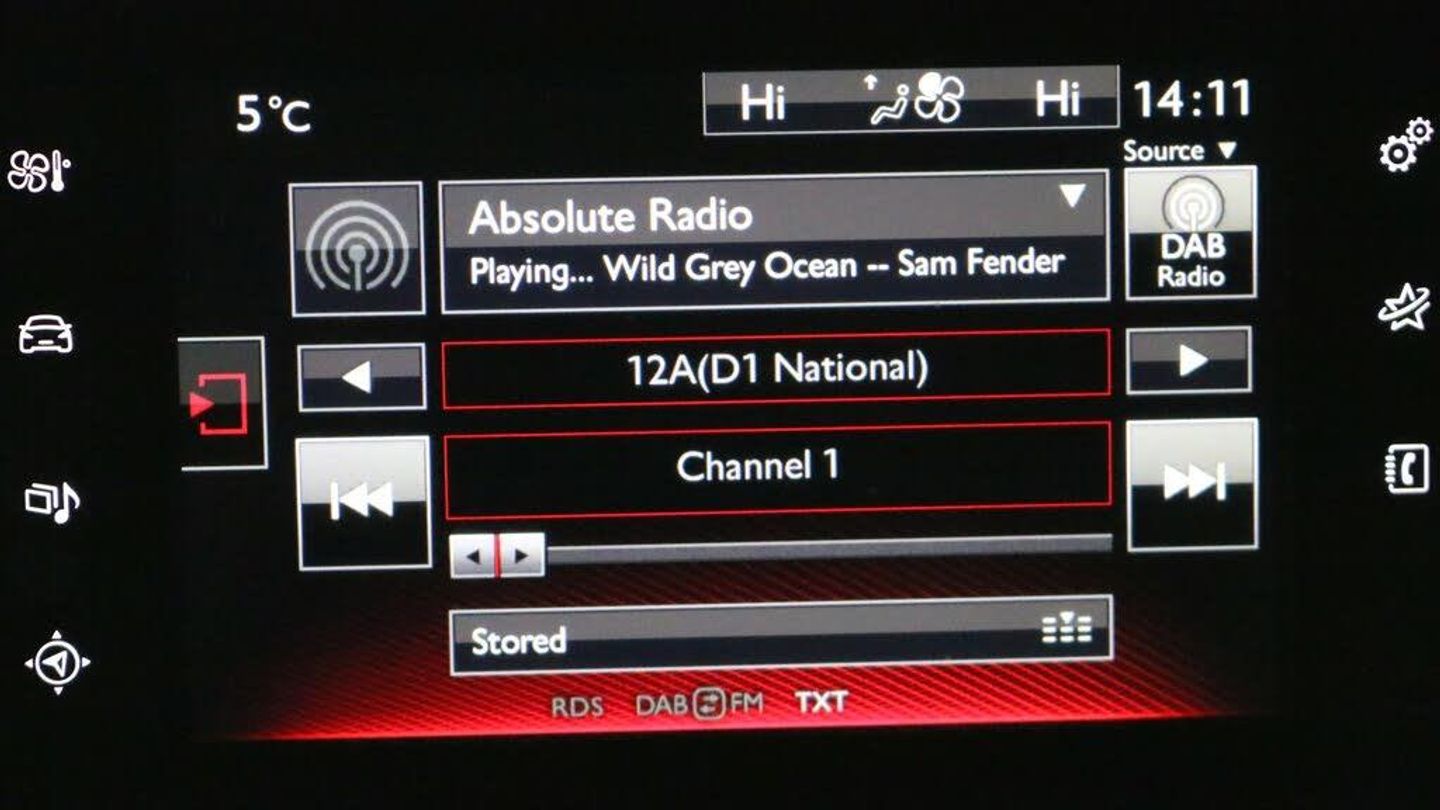 5°C
Hi Hi 14:11
Source
Absolute Radio
Playing... Wild Grey Ocean -- Sam Fender
DAB
Radio
12A(D1 National)
Channel 1
Stored
RDS DAB FM TXT